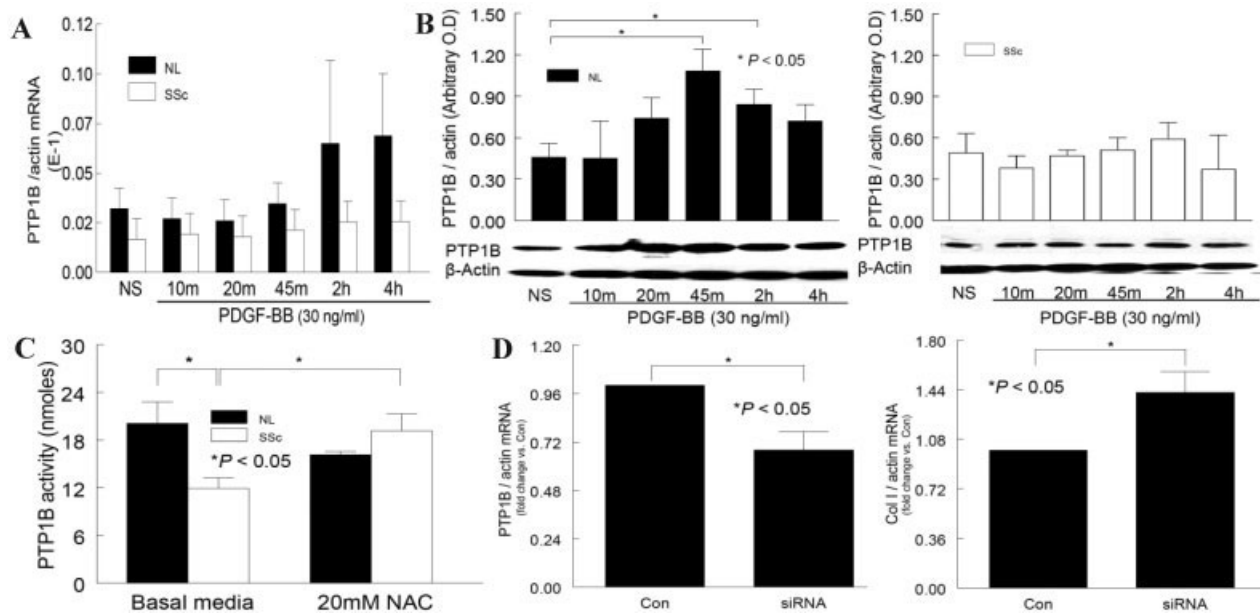 A
PTP1B /actin mRNA
(E-1)
0.12
0.10
0.07
0.05
0.02
0.00
NL
SSc
NS 10m 20m 45m 2h 4h
PDGF-BB (30 ng/ml)
B
PTP1B / actin (Arbitrary O.D)
1.50
1.20
0.90
0.60
0.30
0.00
*
*
* P < 0.05
NL
PTP1B
β-Actin
NS 10m 20m 45m 2h 4h
PDGF-BB (30 ng/ml)
PTP1B / actin (Arbitrary O.D)
1.50
1.20
0.90
0.60
0.30
0.00
SSc
PTP1B
β-Actin
NS 10m 20m 45m 2h 4h
PDGF-BB (30 ng/ml)
C
PTP1B activity (nmoles)
30
24
18
12
6
0
* *
NL
SSc
*P < 0.05
Basal media 20mM NAC
D
PTP1B / actin mRNA
(fold change vs. Con)
1.20
0.96
0.72
0.48
0.24
0.00
*
*P < 0.05
Con siRNA
Col I / actin mRNA
(fold change vs. Con)
1.80
1.44
1.08
0.72
0.36
0.00
*
*P < 0.05
Con siRNA